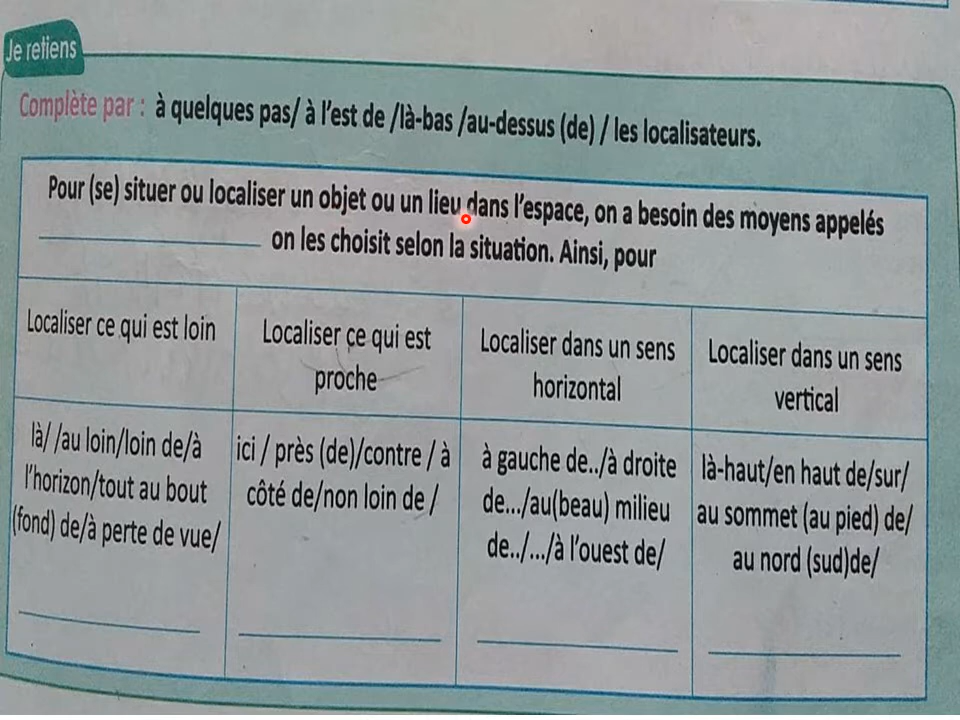 Je retiens
Complète par : à quelques pas/ à l'est de /là-bas /au-dessus (de) / les localisateurs.
Pour (se) situer ou localiser un objet ou un lieu dans l'espace, on a besoin des moyens appelés
____________________ on les choisit selon la situation. Ainsi, pour
Localiser ce qui est loin
Localiser ce qui est
proche
Localiser dans un sens
horizontal
Localiser dans un sens
vertical
là/ /au loin/loin de/à
l'horizon/tout au bout
(fond) de/à perte de vue/
____________________
ici / près (de)/contre / à
côté de/non loin de /
____________________
à gauche de../à droite
de.../au(beau) milieu
de../.../à l'ouest de/
____________________
là-haut/en haut de/sur/
au sommet (au pied) de/
au nord (sud)de/
____________________